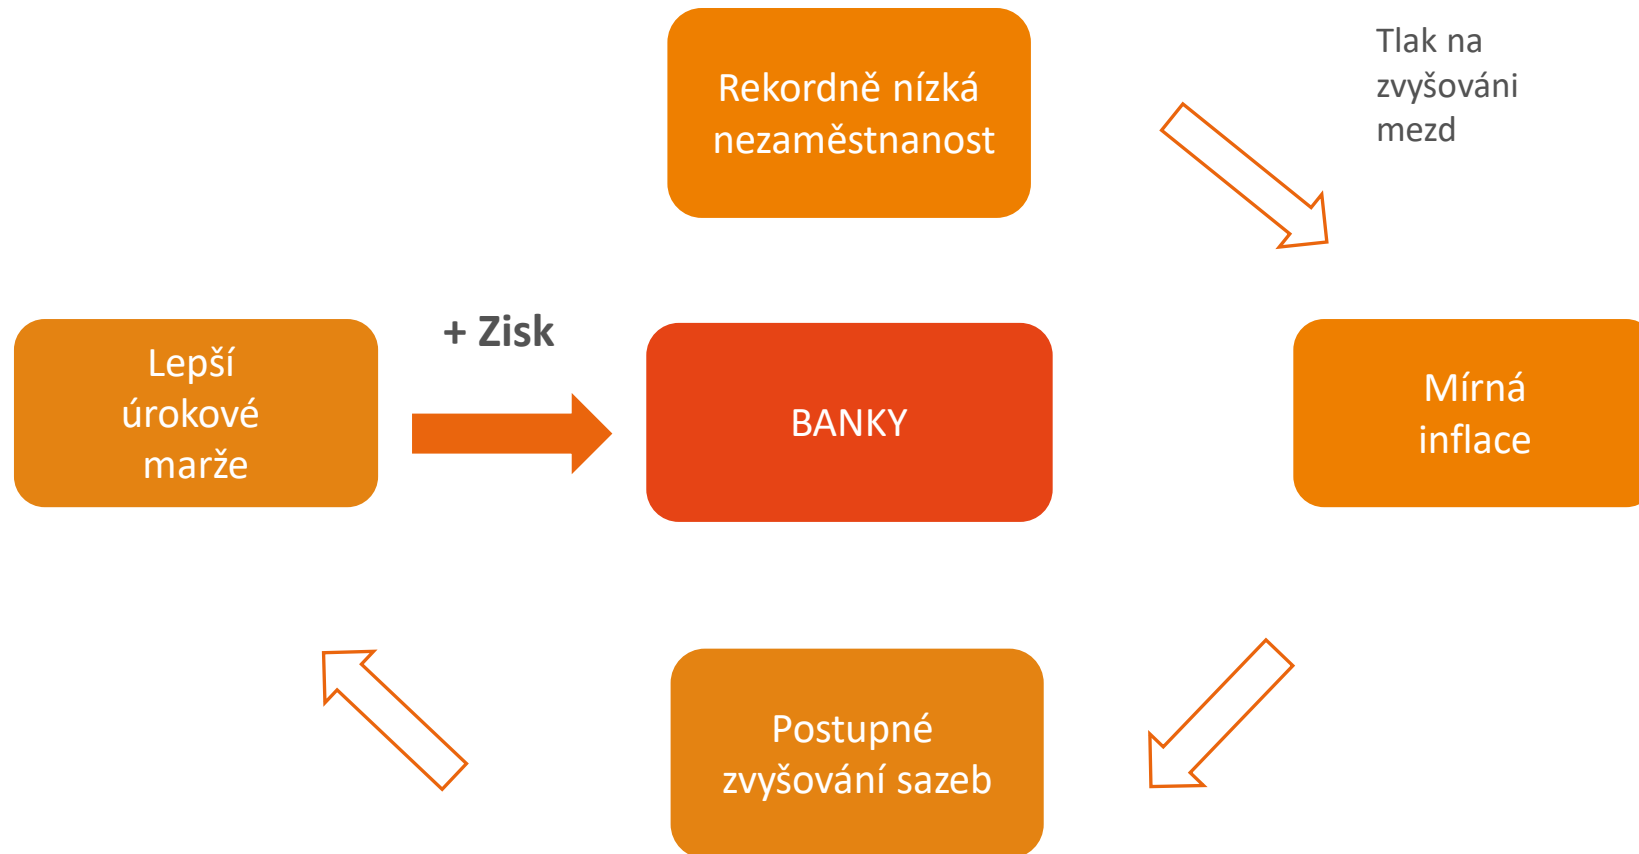 Rekordně nízká
nezaměstnanost
Tlak na
zvyšováni
mezd
+ Zisk
Lepší
úrokové
marže
BANKY
Mírná
inflace
Postupné
zvyšování sazeb